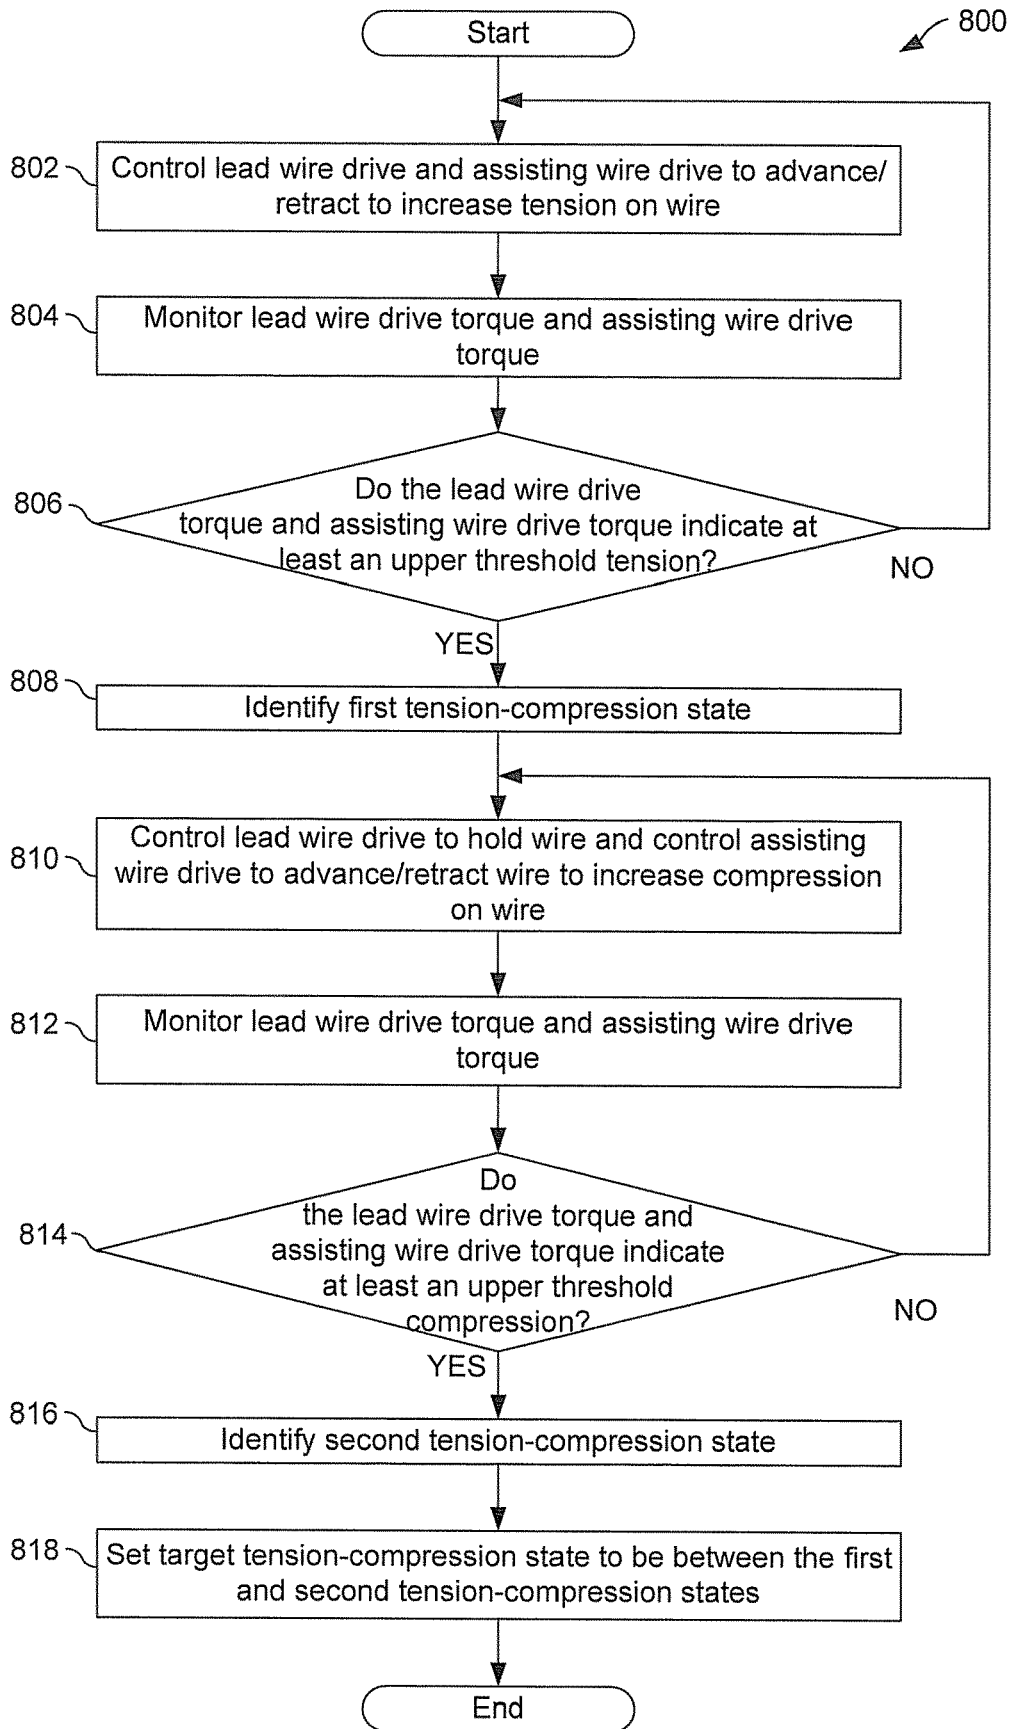 Start
800
802
Control lead wire drive and assisting wire drive to advance/
retract to increase tension on wire
804
Monitor lead wire drive torque and assisting wire drive
torque
806
Do the lead wire drive
torque and assisting wire drive torque indicate at
least an upper threshold tension?
NO
YES
808
Identify first tension-compression state
810
Control lead wire drive to hold wire and control assisting
wire drive to advance/retract wire to increase compression
on wire
812
Monitor lead wire drive torque and assisting wire drive
torque
814
Do
the lead wire drive torque and
assisting wire drive torque indicate
at least an upper threshold
compression?
NO
YES
816
Identify second tension-compression state
818
Set target tension-compression state to be between the first
and second tension-compression states
End